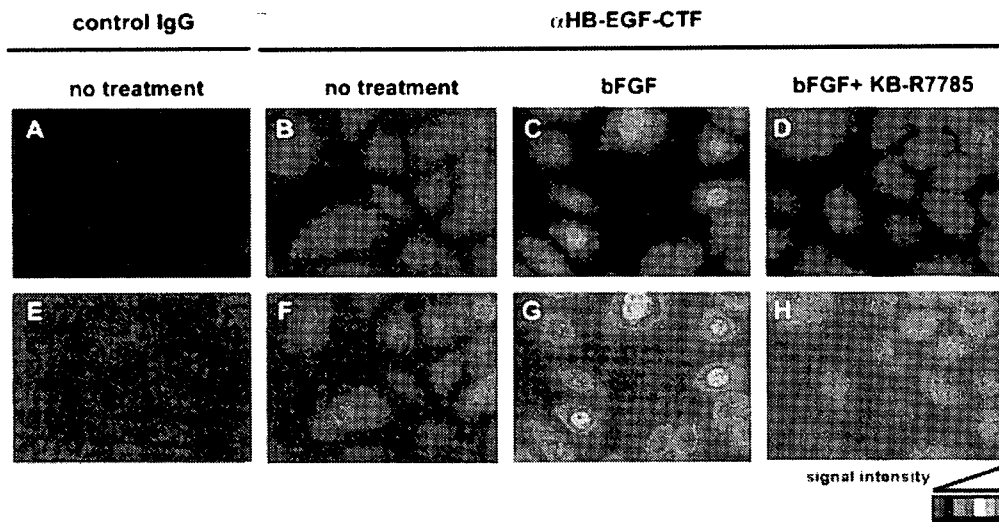 control IgG
αHB-EGF-CTF
no treatment
no treatment
bFGF
bFGF+ KB-R7785
A
B
C
D
E
F
G
H
signal intensity